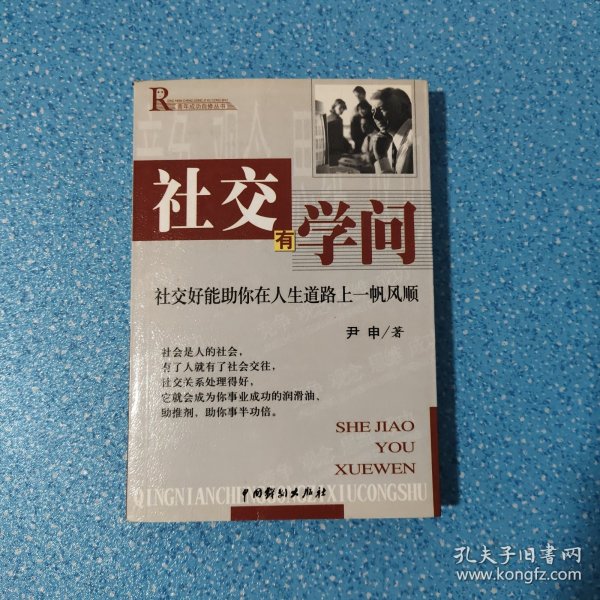 R
青年成功自修丛书
社交
有
学问
社交好能助你在人生道路上一帆风顺
尹申/著
社会是人的社会，
有了人就有了社会交往，
社交关系处理得好，
它就会成为你事业成功的润滑油、
助推剂，助你事半功倍。
SHE JIAO
YOU
XUEWEN
中国戏剧出版社
孔夫子旧书网
www.kongfz.com